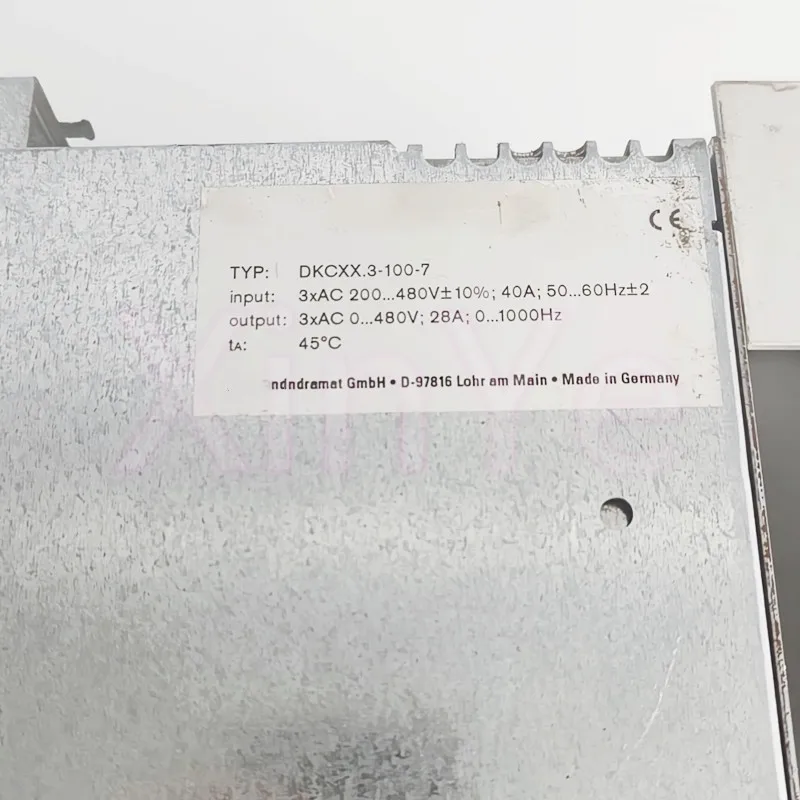 CE
TYP: DKCXX.3-100-7
input: 3xAC 200...480V±10%; 40A; 50...60Hz±2
output: 3xAC 0...480V; 28A; 0...1000Hz
tA: 45°C
ndndramat GmbH • D-97816 Lohr am Main • Made in Germany
XinYe